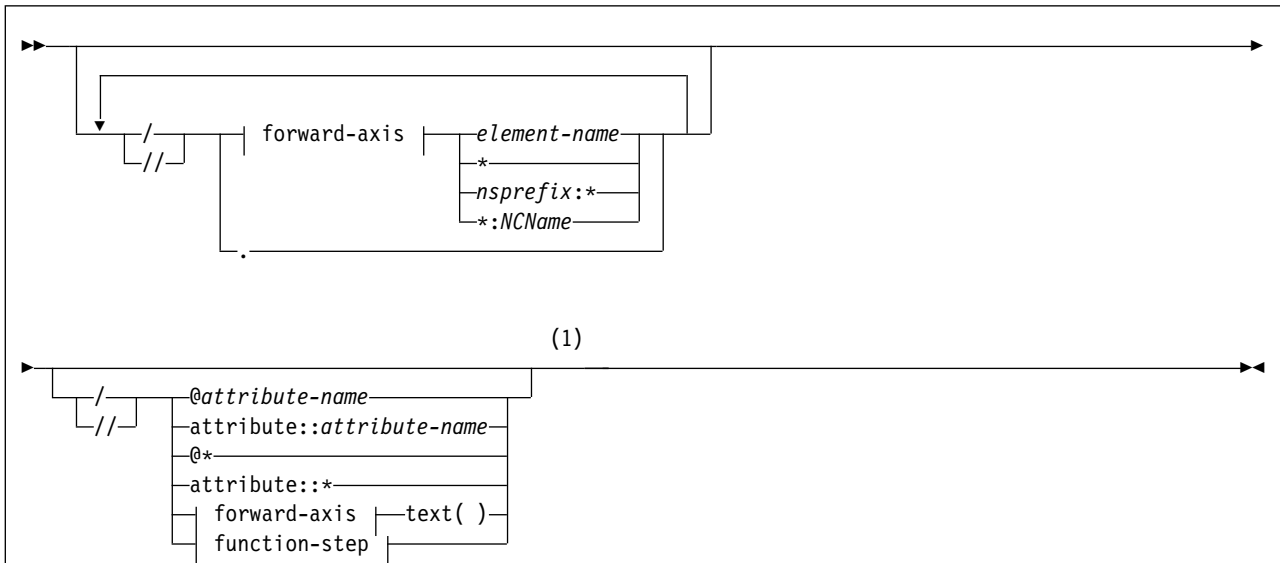 / forward-axis element-name
// *
nsprefix:*
*:NCName
.
(1)
/ @attribute-name
// attribute::attribute-name
@*
attribute::*
forward-axis text( )
function-step